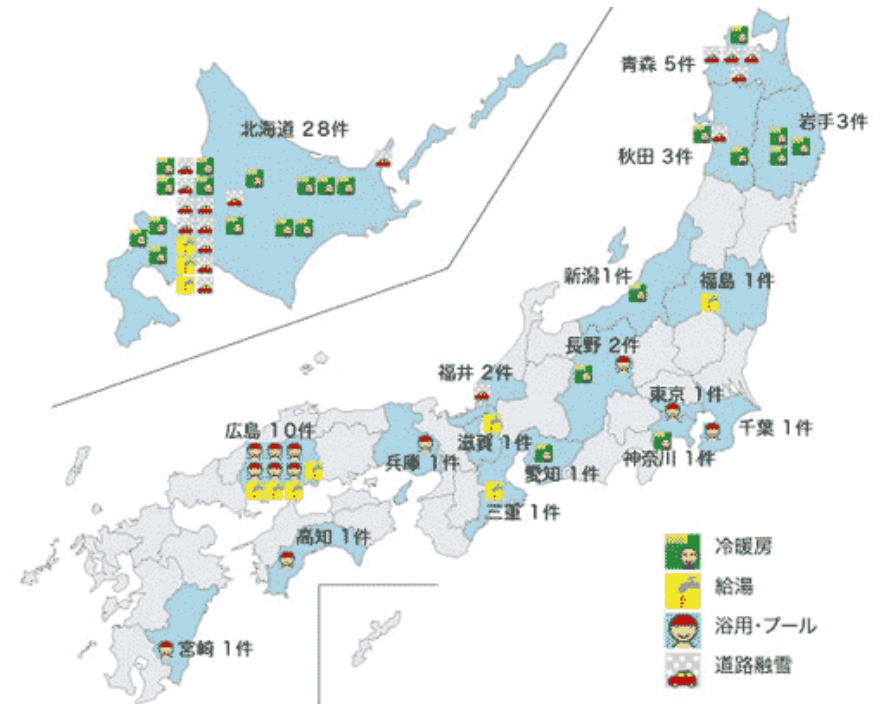 北海道 28件
青森 5件
岩手3件
秋田 3件
新潟1件
福島 1件
長野 2件
福井 2件
東京 1件
千葉 1件
広島 10件
滋賀 1件
兵庫 1件
愛知 1件
神奈川 1件
三重 1件
高知 1件
宮崎 1件
冷暖房
給湯
浴用・プール
道路融雪